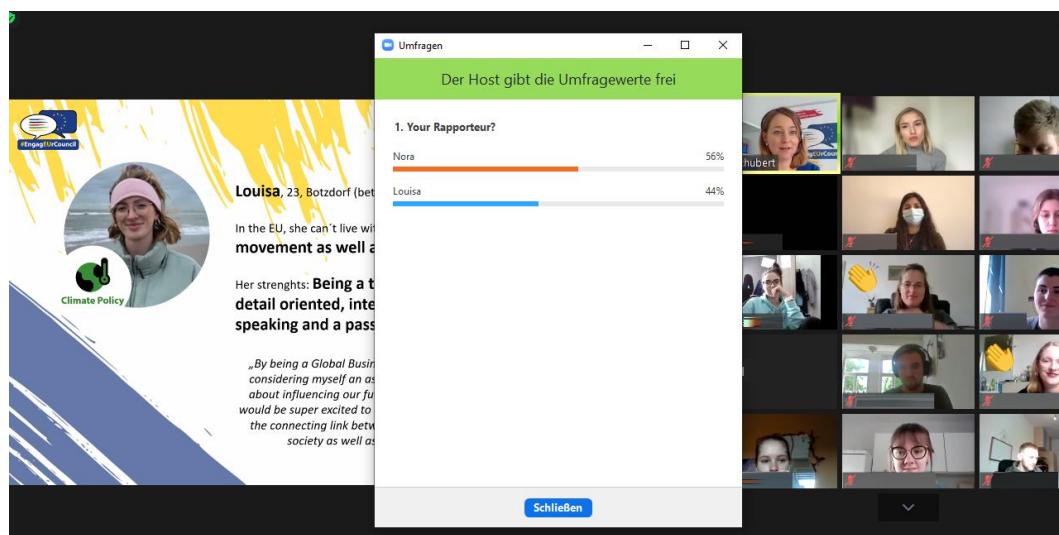 Umfragen
Der Host gibt die Umfragewerte frei
1. Your Rapporteur?
Nora 56%
Louisa 44%
Schließen
#EngagEUrCouncil
Louisa, 23, Botzdorf (bet
In the EU, she can´t live wi
movement as well a
Her strenghts: Being a t
detail oriented, inte
speaking and a pass
Climate Policy
„By being a Global Busin
considering myself an as
about influencing our fu
would be super excited to
the connecting link betw
society as well as
chubert